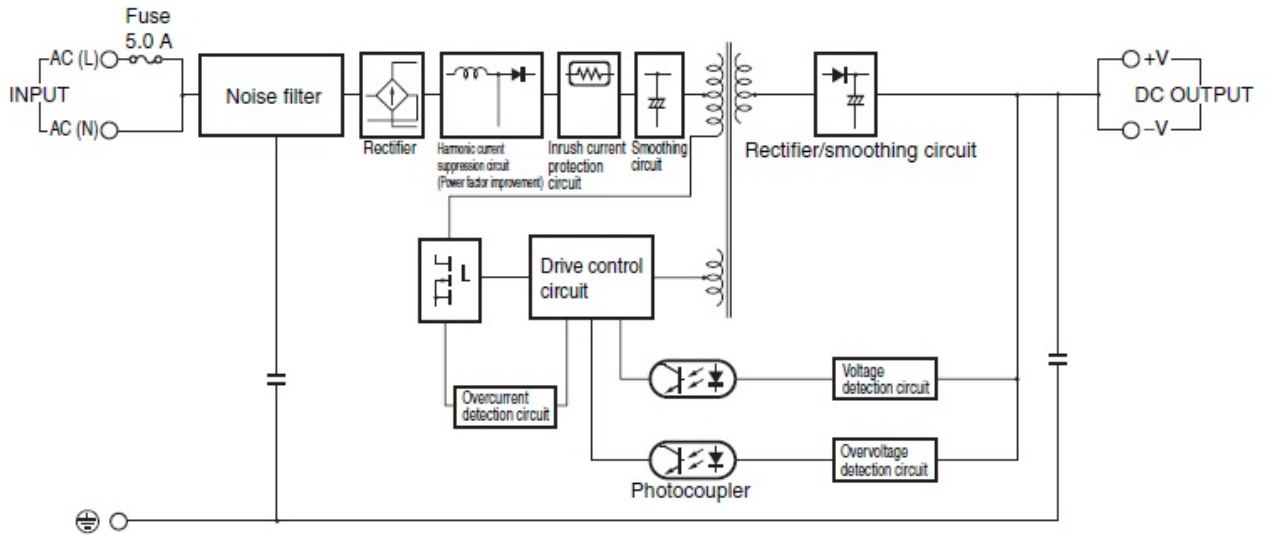 Fuse
5.0 A
AC (L)
INPUT
AC (N)
Noise filter
Rectifier
Harmonic current
suppression circuit
(Power factor improvement)
Inrush current
protection
circuit
Smoothing
circuit
Rectifier/smoothing circuit
+V
DC OUTPUT
–V
Drive control
circuit
Overcurrent
detection circuit
Voltage
detection circuit
Overvoltage
detection circuit
Photocoupler